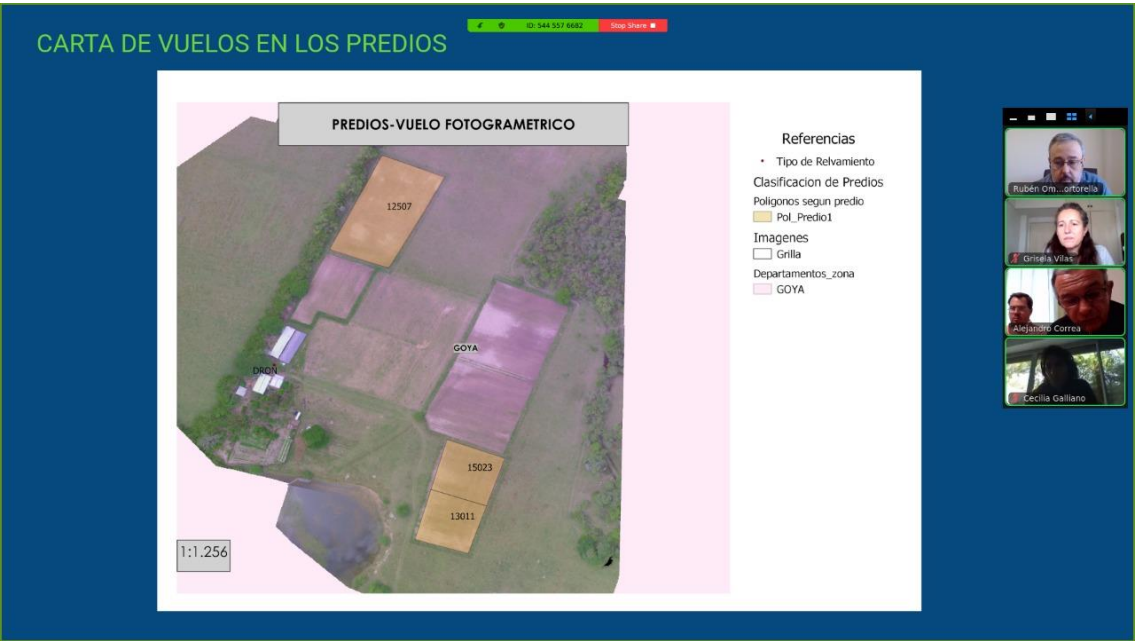 ID: 544 557 6682
Stop Share
CARTA DE VUELOS EN LOS PREDIOS
PREDIOS-VUELO FOTOGRAMETRICO
12507
GOYA
DRON
15023
13011
1:1.256
Referencias
Tipo de Relvamiento
Clasificacion de Predios
Poligonos segun predio
Pol_Predio1
Imagenes
Grilla
Departamentos_zona
GOYA
Rubén Om...ortorella
Grisela Vilas
Alejandro Correa
Cecilia Galliano